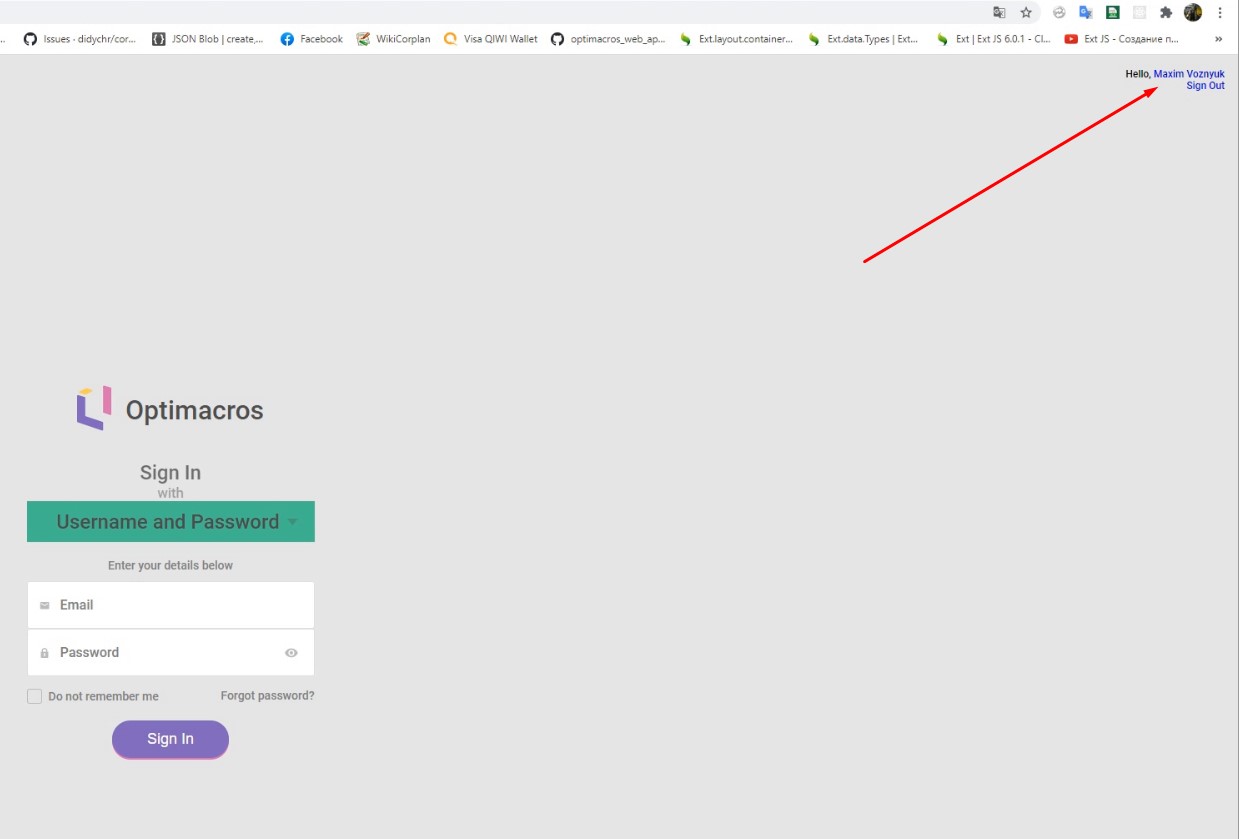 Issues · didychr/cor... JSON Blob | create,... Facebook WikiCorplan Visa QIWI Wallet optimacros_web_ap... Ext.layout.container... Ext.data.Types | Ext... Ext | Ext JS 6.0.1 - Cl... Ext JS - Создание п... »
Hello, Maxim Voznyuk
Sign Out
Optimacros
Sign In
with
Username and Password
Enter your details below
Email
Password
Do not remember me Forgot password?
Sign In